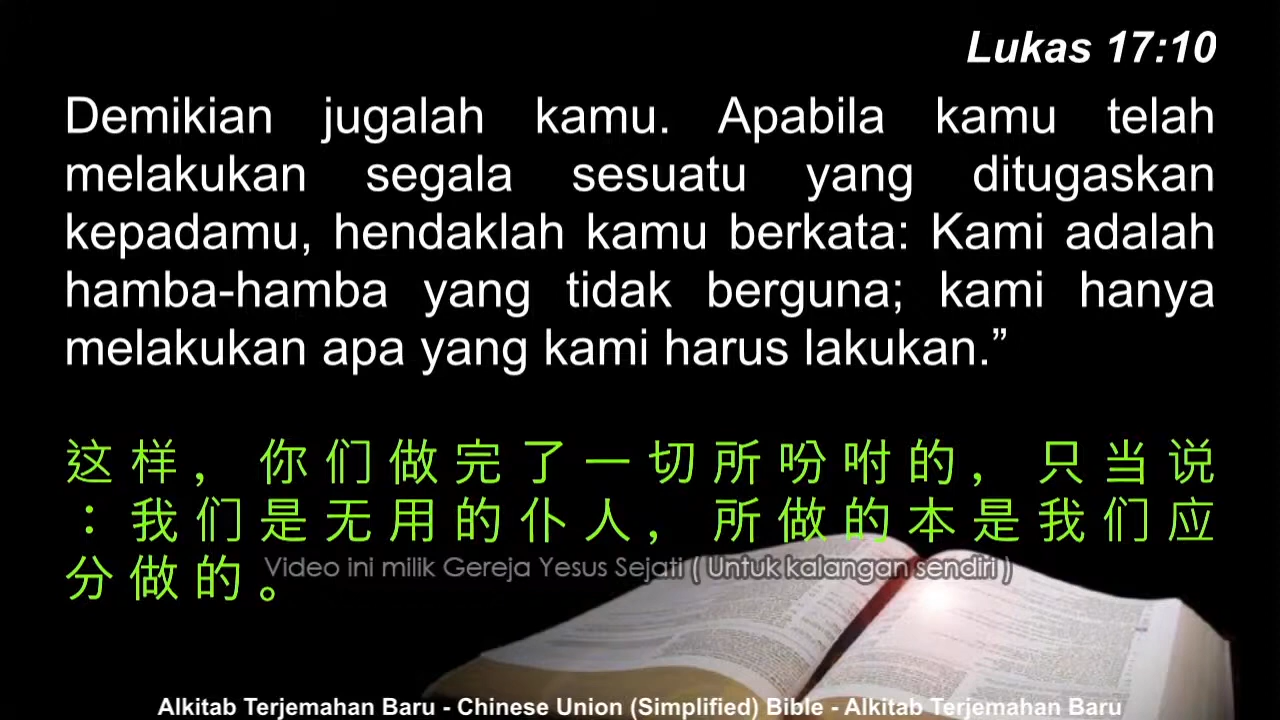 Lukas 17:10
Demikian jugalah kamu. Apabila kamu telah
melakukan segala sesuatu yang ditugaskan
kepadamu, hendaklah kamu berkata: Kami adalah
hamba-hamba yang tidak berguna; kami hanya
melakukan apa yang kami harus lakukan.”
这样，你们做完了一切所吩咐的，只当说
：我们是无用的仆人，所做的本是我们应
分做的。
Video ini milik Gereja Yesus Sejati ( Untuk kalangan sendiri )
Alkitab Terjemahan Baru - Chinese Union (Simplified) Bible - Alkitab Terjemahan Baru